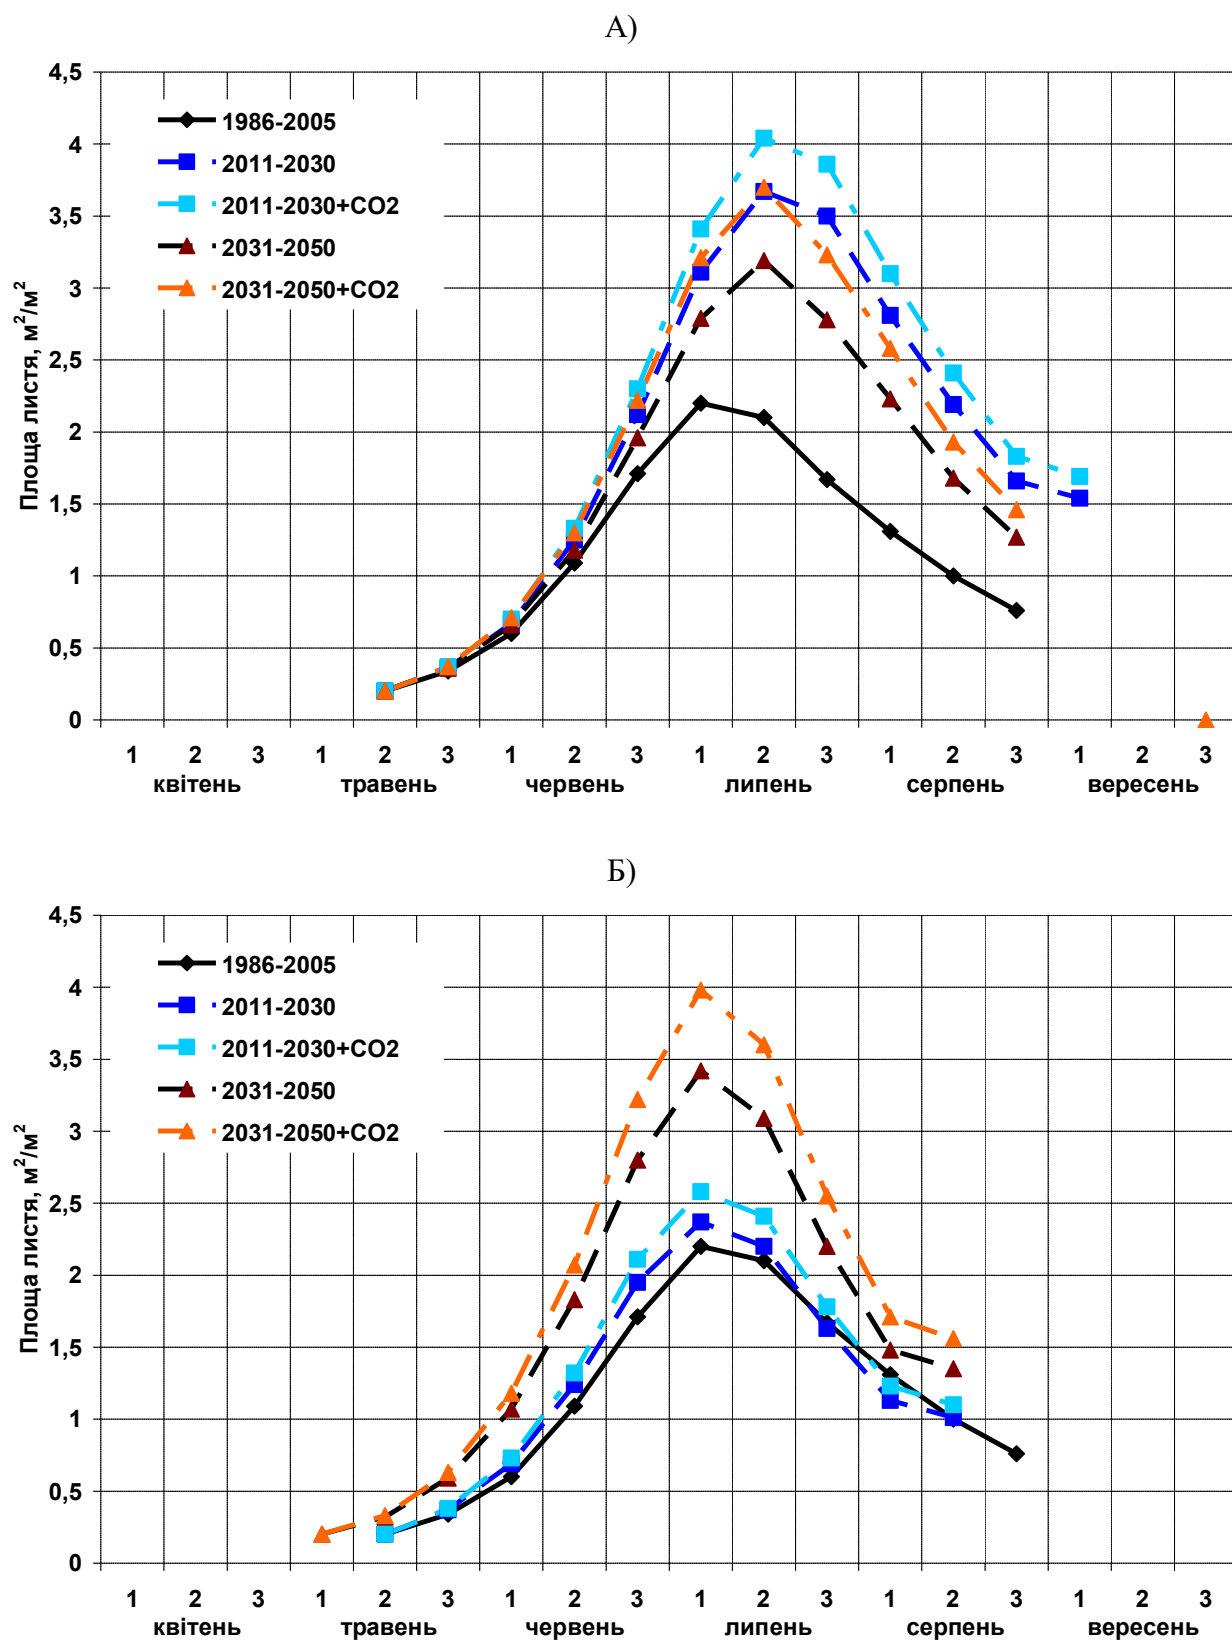 А)
4,5
4
3,5
3
2,5
2
1,5
1
0,5
0
Площа листя, м²/м²
1986-2005
2011-2030
2011-2030+CO2
2031-2050
2031-2050+CO2
1 2 3 1 2 3 1 2 3 1 2 3 1 2 3 1 2 3
квітень травень червень липень серпень вересень
Б)
4,5
4
3,5
3
2,5
2
1,5
1
0,5
0
Площа листя, м²/м²
1986-2005
2011-2030
2011-2030+CO2
2031-2050
2031-2050+CO2
1 2 3 1 2 3 1 2 3 1 2 3 1 2 3 1 2 3
квітень травень червень липень серпень вересень